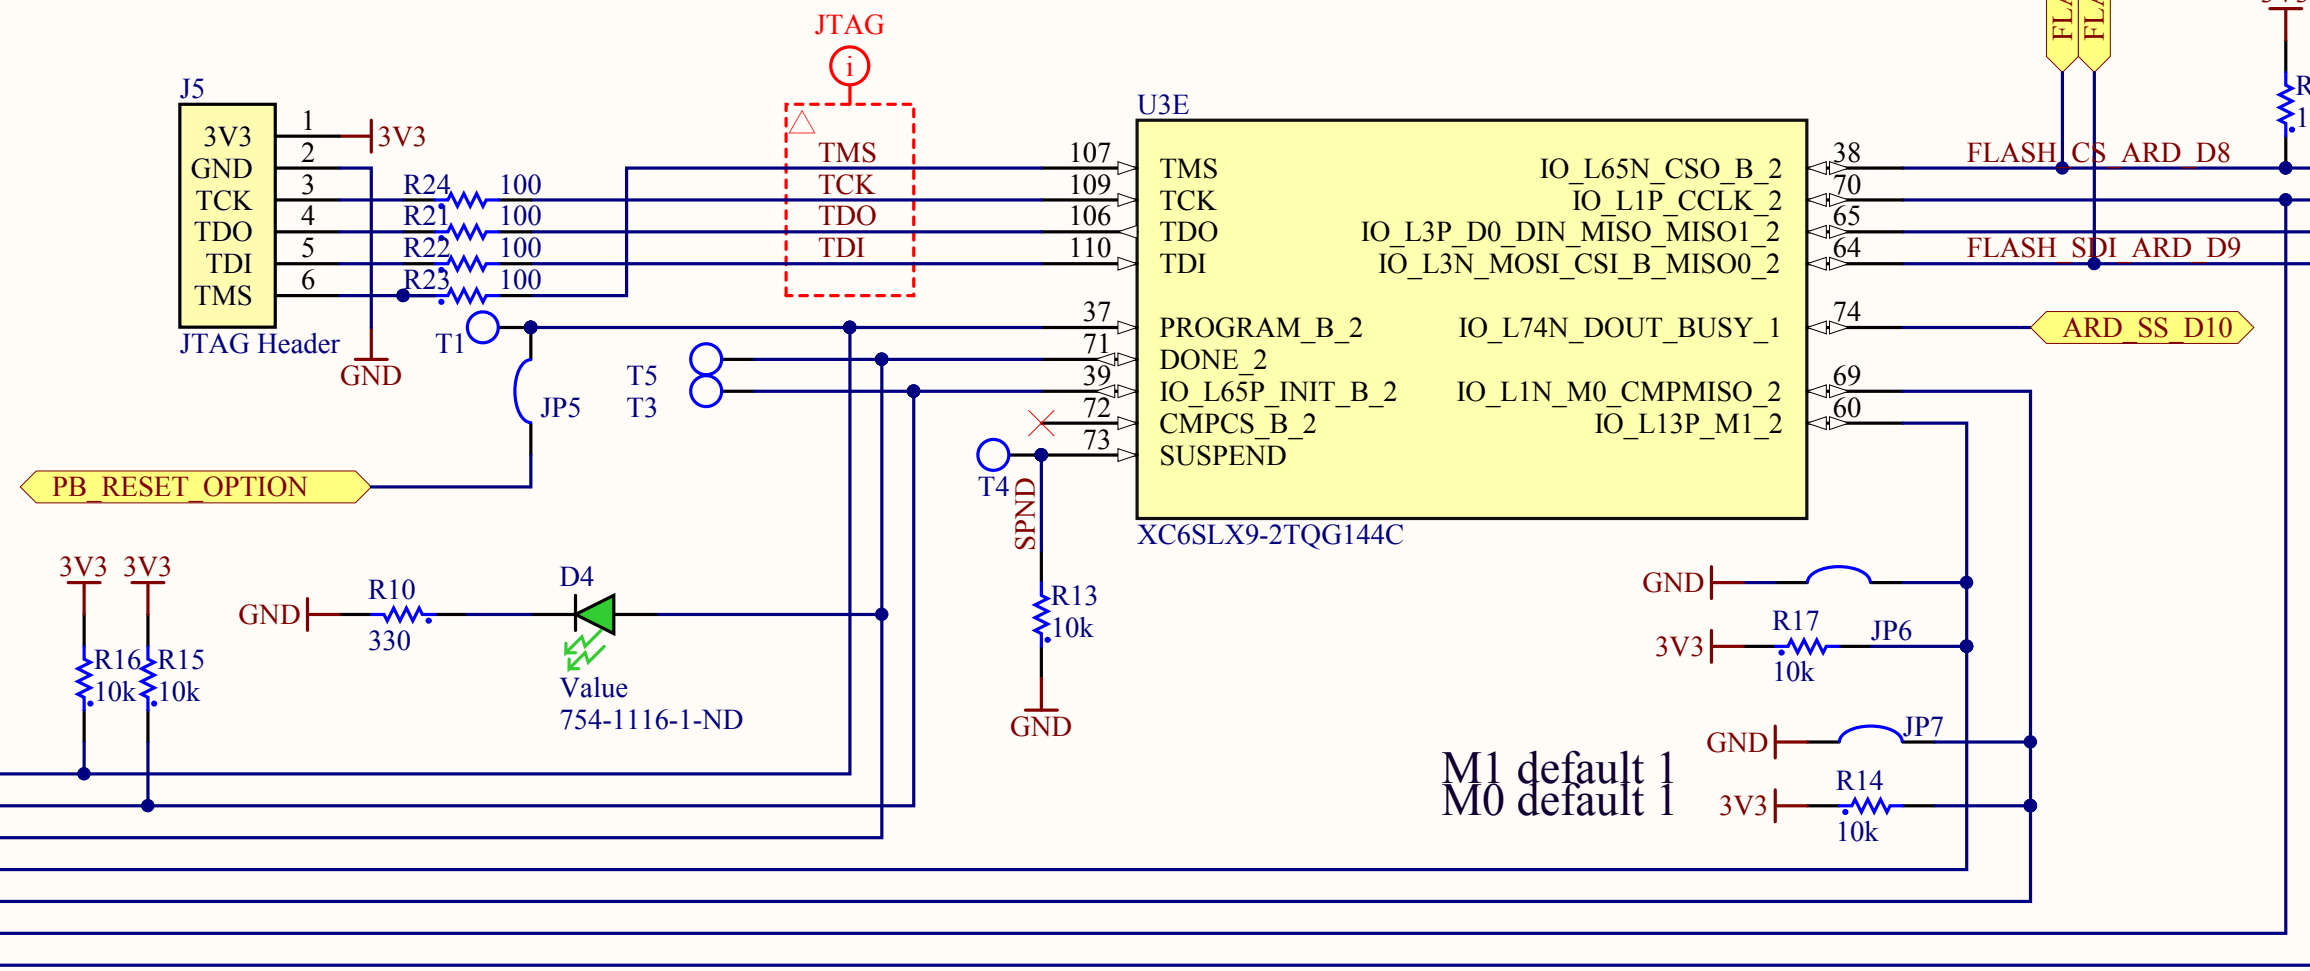 JTAG
i
J5
3V3 1 3V3
GND 2
TCK 3 R24 100
TDO 4 R21 100
TDI 5 R22 100
TMS 6 R23 100
JTAG Header
GND
TMS
TCK
TDO
TDI
U3E
107 TMS
109 TCK
106 TDO
110 TDI
37 PROGRAM_B_2
71 DONE_2
39 IO_L65P_INIT_B_2
72 CMPCS_B_2
73 SUSPEND
IO_L65N_CSO_B_2 38 FLASH_CS_ARD_D8
IO_L1P_CCLK_2 70
IO_L3P_D0_DIN_MISO_MISO1_2 65
IO_L3N_MOSI_CSI_B_MISO0_2 64 FLASH_SDI_ARD_D9
IO_L74N_DOUT_BUSY_1 74 ARD_SS_D10
IO_L1N_M0_CMPMISO_2 69
IO_L13P_M1_2 60
XC6SLX9-2TQG144C
T1
T5
T3
JP5
T4
SPND
PB_RESET_OPTION
3V3 3V3
R16 R15
10k 10k
GND R10
330
D4
Value
754-1116-1-ND
R13
10k
GND
GND
R17 JP6
3V3
10k
JP7
GND
M1 default 1
M0 default 1
R14
3V3
10k